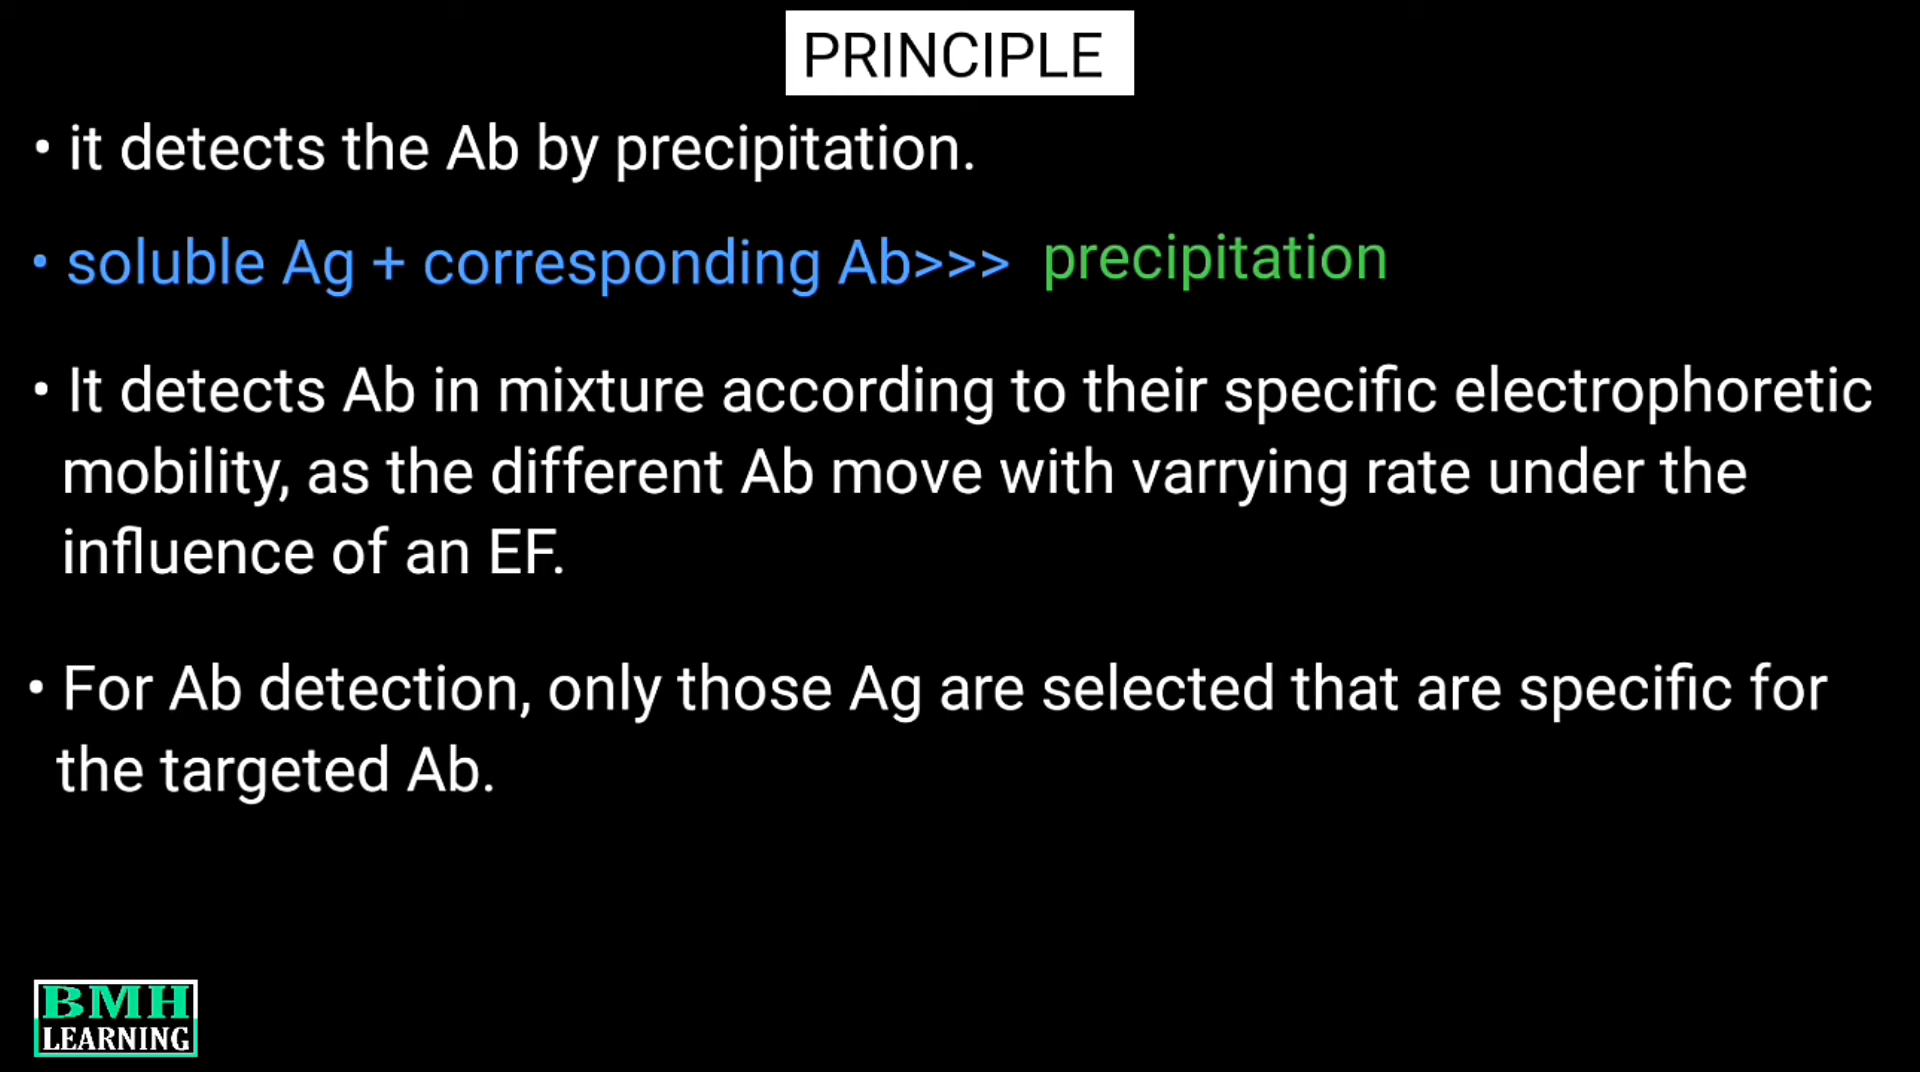 PRINCIPLE
• it detects the Ab by precipitation.
• soluble Ag + corresponding Ab>>> precipitation
• It detects Ab in mixture according to their specific electrophoretic
mobility, as the different Ab move with varrying rate under the
influence of an EF.
• For Ab detection, only those Ag are selected that are specific for
the targeted Ab.
BMH
LEARNING